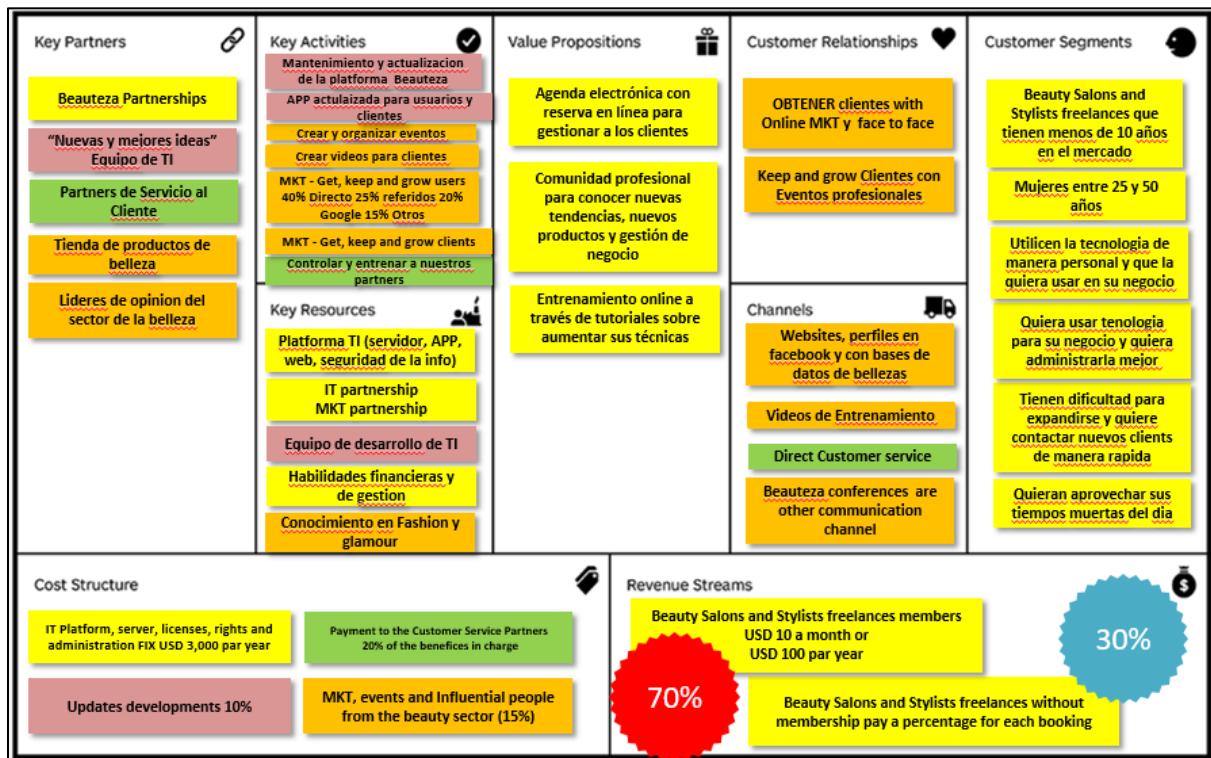 Key Partners
Beauteza Partnerships
“Nuevas y mejores ideas”
Equipo de TI
Partners de Servicio al
Cliente
Tienda de productos de
belleza
Lideres de opinion del
sector de la belleza
Key Activities
Mantenimiento y actualizacion
de la platforma Beauteza
APP actulaizada para usuarios y
clientes
Crear y organizar eventos
Crear videos para clientes
MKT - Get, keep and grow users
40% Directo 25% referidos 20%
Google 15% Otros
MKT - Get, keep and grow clients
Controlar y entrenar a nuestros
partners
Key Resources
Platforma TI (servidor, APP,
web, seguridad de la info)
IT partnership
MKT partnership
Equipo de desarrollo de TI
Habilidades financieras y
de gestion
Conocimiento en Fashion y
glamour
Value Propositions
Agenda electrónica con
reserva en línea para
gestionar a los clientes
Comunidad profesional
para conocer nuevas
tendencias, nuevos
productos y gestión de
negocio
Entrenamiento online a
través de tutoriales sobre
aumentar sus técnicas
Customer Relationships
OBTENER clientes with
Online MKT y face to face
Keep and grow Clientes con
Eventos profesionales
Channels
Websites, perfiles en
facebook y con bases de
datos de bellezas
Videos de Entrenamiento
Direct Customer service
Beauteza conferences are
other communication
channel
Customer Segments
Beauty Salons and
Stylists freelances que
tienen menos de 10 años
en el mercado
Mujeres entre 25 y 50
años
Utilicen la tecnologia de
manera personal y que la
quiera usar en su negocio
Quiera usar tenologia
para su negocio y quiera
administrarla mejor
Tienen dificultad para
expandirse y quiere
contactar nuevos clients
de manera rapida
Quieran aprovechar sus
tiempos muertas del dia
Cost Structure
IT Platform, server, licenses, rights and
administration FIX USD 3,000 par year
Payment to the Customer Service Partners
20% of the benefices in charge
Updates developments 10%
MKT, events and Influential people
from the beauty sector (15%)
Revenue Streams
Beauty Salons and Stylists freelances members
USD 10 a month or
USD 100 par year
30%
70%
Beauty Salons and Stylists freelances without
membership pay a percentage for each booking